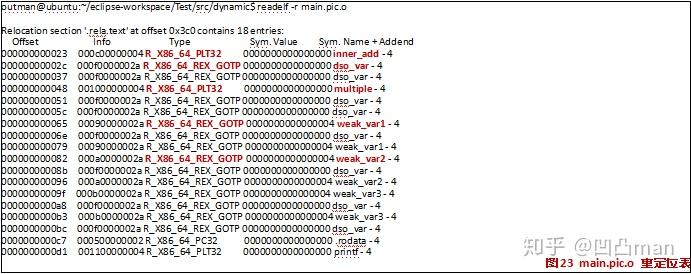 outman@ubuntu:~/eclipse-workspace/Test/src/dynamic$ readelf -r main.pic.o
Relocation section '.rela.text' at offset 0x3c0 contains 18 entries:
Offset Info Type Sym. Value Sym. Name + Addend
000000000023 000c00000004 R_X86_64_PLT32 0000000000000000 inner_add - 4
00000000002c 000f0000002a R_X86_64_REX_GOTP 0000000000000000 dso_var - 4
000000000037 000f0000002a R_X86_64_REX_GOTP 0000000000000000 dso_var - 4
000000000048 001000000004 R_X86_64_PLT32 0000000000000000 multiple - 4
000000000051 000f0000002a R_X86_64_REX_GOTP 0000000000000000 dso_var - 4
00000000005c 000f0000002a R_X86_64_REX_GOTP 0000000000000000 dso_var - 4
000000000065 00090000002a R_X86_64_REX_GOTP 0000000000000004 weak_var1 - 4
00000000006e 000f0000002a R_X86_64_REX_GOTP 0000000000000000 dso_var - 4
000000000079 00090000002a R_X86_64_REX_GOTP 0000000000000004 weak_var1 - 4
000000000082 000a0000002a R_X86_64_REX_GOTP 0000000000000004 weak_var2 - 4
00000000008b 000f0000002a R_X86_64_REX_GOTP 0000000000000000 dso_var - 4
000000000096 000a0000002a R_X86_64_REX_GOTP 0000000000000004 weak_var2 - 4
00000000009f 000b0000002a R_X86_64_REX_GOTP 0000000000000004 weak_var3 - 4
0000000000a8 000f0000002a R_X86_64_REX_GOTP 0000000000000000 dso_var - 4
0000000000b3 000b0000002a R_X86_64_REX_GOTP 0000000000000004 weak_var3 - 4
0000000000bc 000f0000002a R_X86_64_REX_GOTP 0000000000000000 dso_var - 4
0000000000c7 000500000002 R_X86_64_PC32 0000000000000000 .rodata - 4
0000000000d1 001100000004 R_X86_64_PLT32 0000000000000000 printf - 4
知乎 @凹凸man
图23 main.pic.o 重定位表